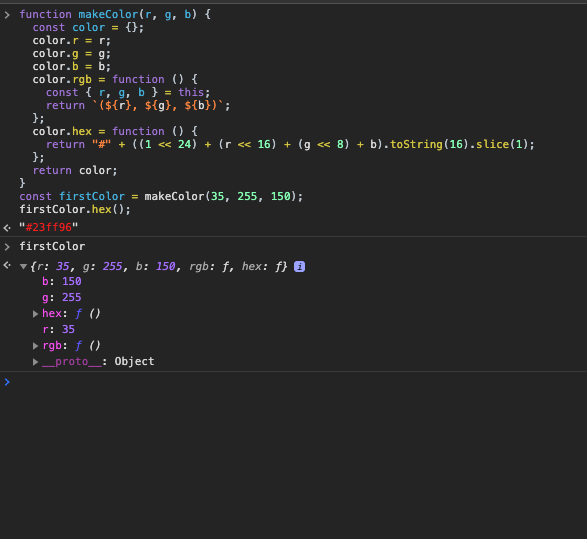 function makeColor(r, g, b) {
const color = {};
color.r = r;
color.g = g;
color.b = b;
color.rgb = function () {
const { r, g, b } = this;
return `(${r}, ${g}, ${b})`;
};
color.hex = function () {
return "#" + ((1 << 24) + (r << 16) + (g << 8) + b).toString(16).slice(1);
};
return color;
}
const firstColor = makeColor(35, 255, 150);
firstColor.hex();
"#23ff96"
firstColor
{r: 35, g: 255, b: 150, rgb: ƒ, hex: ƒ} i
b: 150
g: 255
hex: ƒ ()
r: 35
rgb: ƒ ()
__proto__: Object